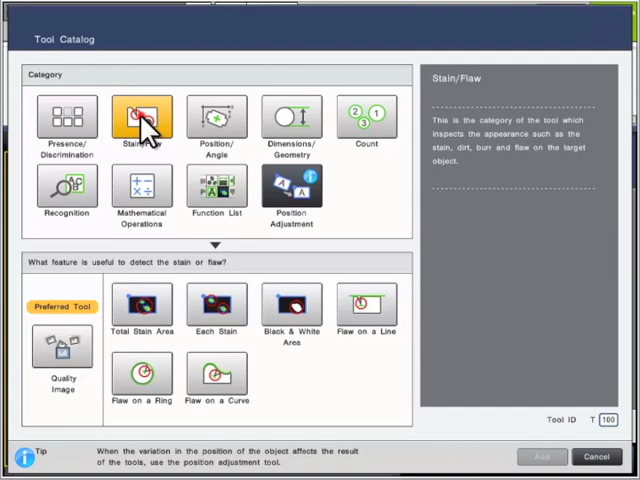 Tool Catalog
Category
Presence/
Discrimination
Stain/Flaw
Position/
Angle
Dimensions/
Geometry
2
3
1
Count
ABC
Recognition
Mathematical
Operations
Function List
A
A
Position
Adjustment
What feature is useful to detect the stain or flaw?
Preferred Tool
Quality
Image
Total Stain Area
Each Stain
Black & White
Area
Flaw on a Line
Flaw on a Ring
Flaw on a Curve
Stain/Flaw
This is the category of the tool which
inspects the appearance such as the
stain, dirt, burr and flaw on the target
object.
Tool ID T 100
Tip
When the variation in the position of the object affects the result
of the tools, use the position adjustment tool.
Add
Cancel